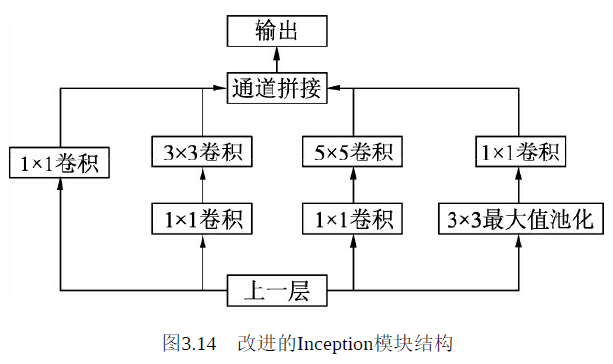 输出
通道拼接
3×3卷积 5×5卷积 1×1卷积
1×1卷积
1×1卷积 1×1卷积 3×3最大值池化
上一层
图3.14 改进的Inception模块结构